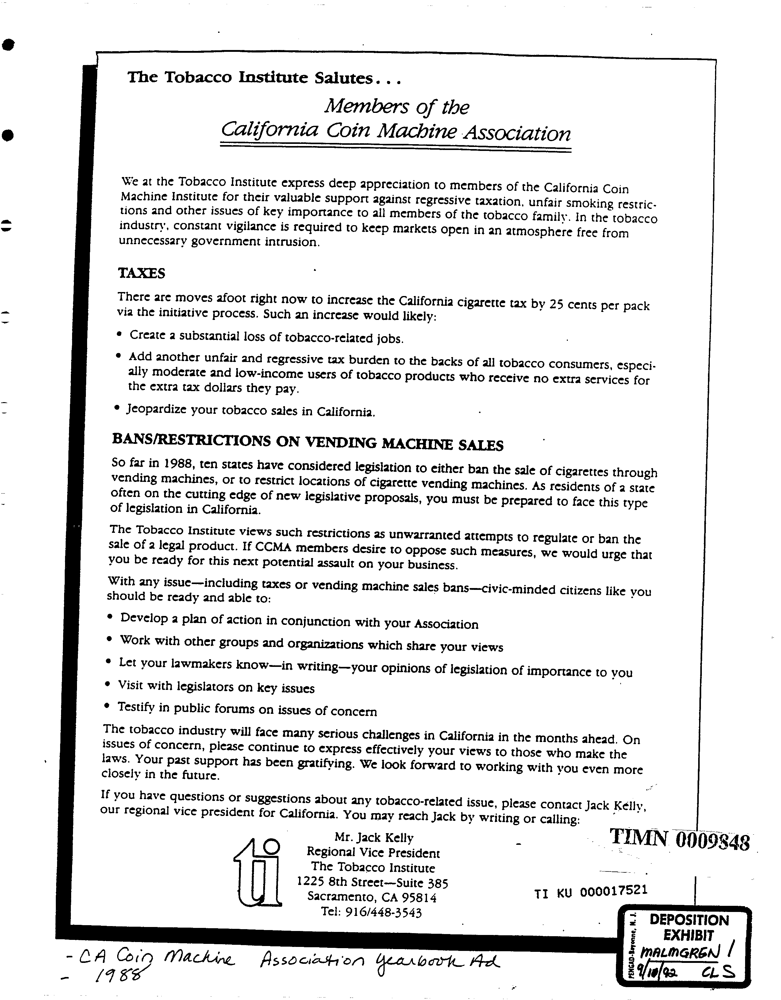 The Tobacco Institute Salutes...
Members of the
California Coin Machine Association
We at the Tobacco Institute express deep appreciation to members of the California Coin
Machine Institute for their valuable support against regressive taxation, unfair smoking restric-
tions and other issues of key importance to all members of the tobacco family. In the tobacco
industry, constant vigilance is required to keep markets open in an atmosphere free from
unnecessary government intrusion.
TAXES
There are moves afoot right now to increase the California cigarette tax by 25 cents per pack
via the initiative process. Such an increase would likely:
• Create a substantial loss of tobacco-related jobs.
• Add another unfair and regressive tax burden to the backs of all tobacco consumers, especi-
ally moderate and low-income users of tobacco products who receive no extra services for
the extra tax dollars they pay.
• Jeopardize your tobacco sales in California.
BANS/RESTRICTIONS ON VENDING MACHINE SALES
So far in 1988, ten states have considered legislation to either ban the sale of cigarettes through
vending machines, or to restrict locations of cigarette vending machines. As residents of a state
often on the cutting edge of new legislative proposals, you must be prepared to face this type
of legislation in California.
The Tobacco Institute views such restrictions as unwarranted attempts to regulate or ban the
sale of a legal product. If CCMA members desire to oppose such measures, we would urge that
you be ready for this next potential assault on your business.
With any issue—including taxes or vending machine sales bans—civic-minded citizens like you
should be ready and able to:
• Develop a plan of action in conjunction with your Association
• Work with other groups and organizations which share your views
• Let your lawmakers know—in writing—your opinions of legislation of importance to you
• Visit with legislators on key issues
• Testify in public forums on issues of concern
The tobacco industry will face many serious challenges in California in the months ahead. On
issues of concern, please continue to express effectively your views to those who make the
laws. Your past support has been gratifying. We look forward to working with you even more
closely in the future.
If you have questions or suggestions about any tobacco-related issue, please contact Jack Kelly,
our regional vice president for California. You may reach Jack by writing or calling:
ti
Mr. Jack Kelly
Regional Vice President
The Tobacco Institute
1225 8th Street—Suite 385
Sacramento, CA 95814
Tel: 916/448-3543
TIMN 0009848
TI KU 000017521
DEPOSITION
EXHIBIT
MALMGREN 1
9/10/92 CLS
PENGAD-Bayonne, N. J.
- CA Coin Machine Association Yearbook Ad
- 1988